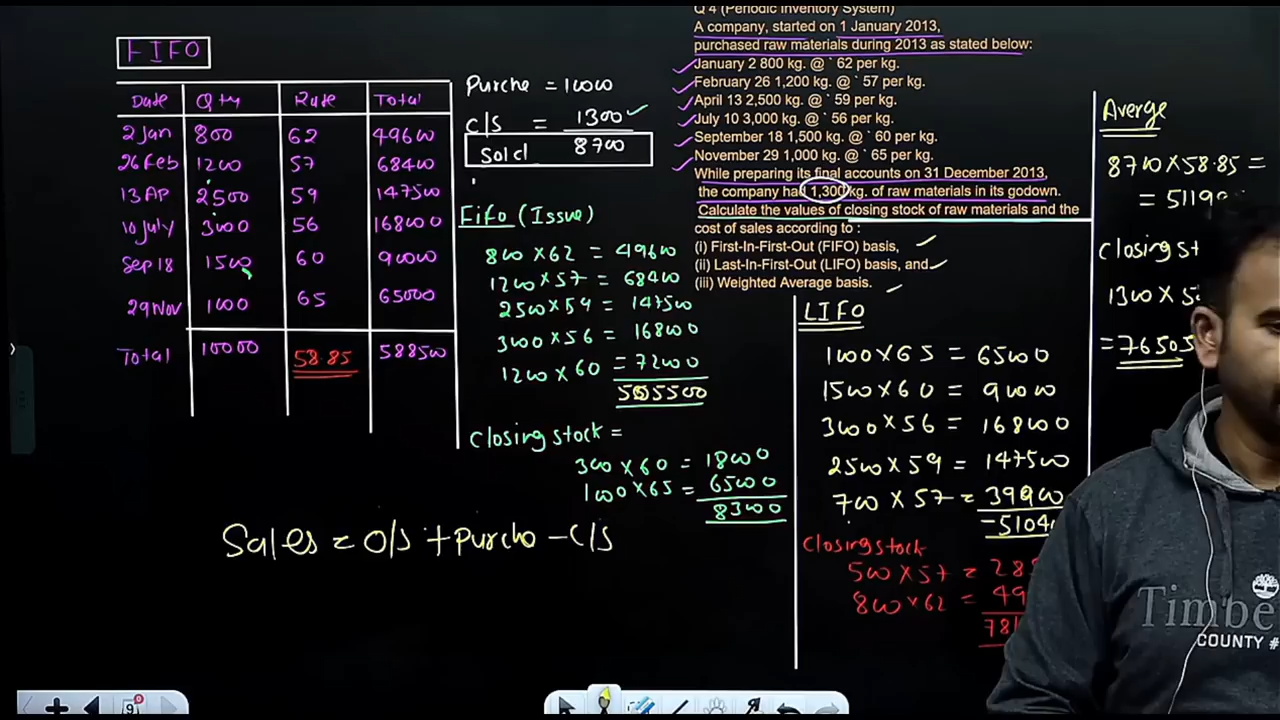 FIFO
Date Qty Rate Total
2 Jan 800 62 49600
26 Feb 1200 57 68400
13 AP 2500 59 147500
10 July 3000 56 168000
Sep 18 1500 60 90000
29 Nov 1000 65 65000
Total 10000 58.85 588500
Purche = 10000
C/S = 1300
Sold 8700
Fifo (Issue)
800 x 62 = 49600
1200 x 57 = 68400
2500 x 59 = 147500
3000 x 56 = 168000
1200 x 60 = 72000
505500
Closing stock =
300 x 60 = 18000
1000 x 65 = 65000
83000
Sales = O/S + Purcho - C/S
Q 4 (Periodic Inventory System)
A company, started on 1 January 2013,
purchased raw materials during 2013 as stated below:
January 2 800 kg. @ ` 62 per kg.
February 26 1,200 kg. @ ` 57 per kg.
April 13 2,500 kg. @ ` 59 per kg.
July 10 3,000 kg. @ ` 56 per kg.
September 18 1,500 kg. @ ` 60 per kg.
November 29 1,000 kg. @ ` 65 per kg.
While preparing its final accounts on 31 December 2013,
the company had 1,300 kg. of raw materials in its godown.
Calculate the values of closing stock of raw materials and the
cost of sales according to :
(i) First-In-First-Out (FIFO) basis,
(ii) Last-In-First-Out (LIFO) basis, and
(iii) Weighted Average basis.
LIFO
1000 x 65 = 65000
1500 x 60 = 90000
3000 x 56 = 168000
2500 x 59 = 147500
700 x 57 = 39900
5104
Closing stock
500 x 57 = 28
800 x 62 = 49
78
Averge
8700 x 58.85 =
= 5119
Closing st
1300 x 5
= 76505
Timbe
COUNTY #